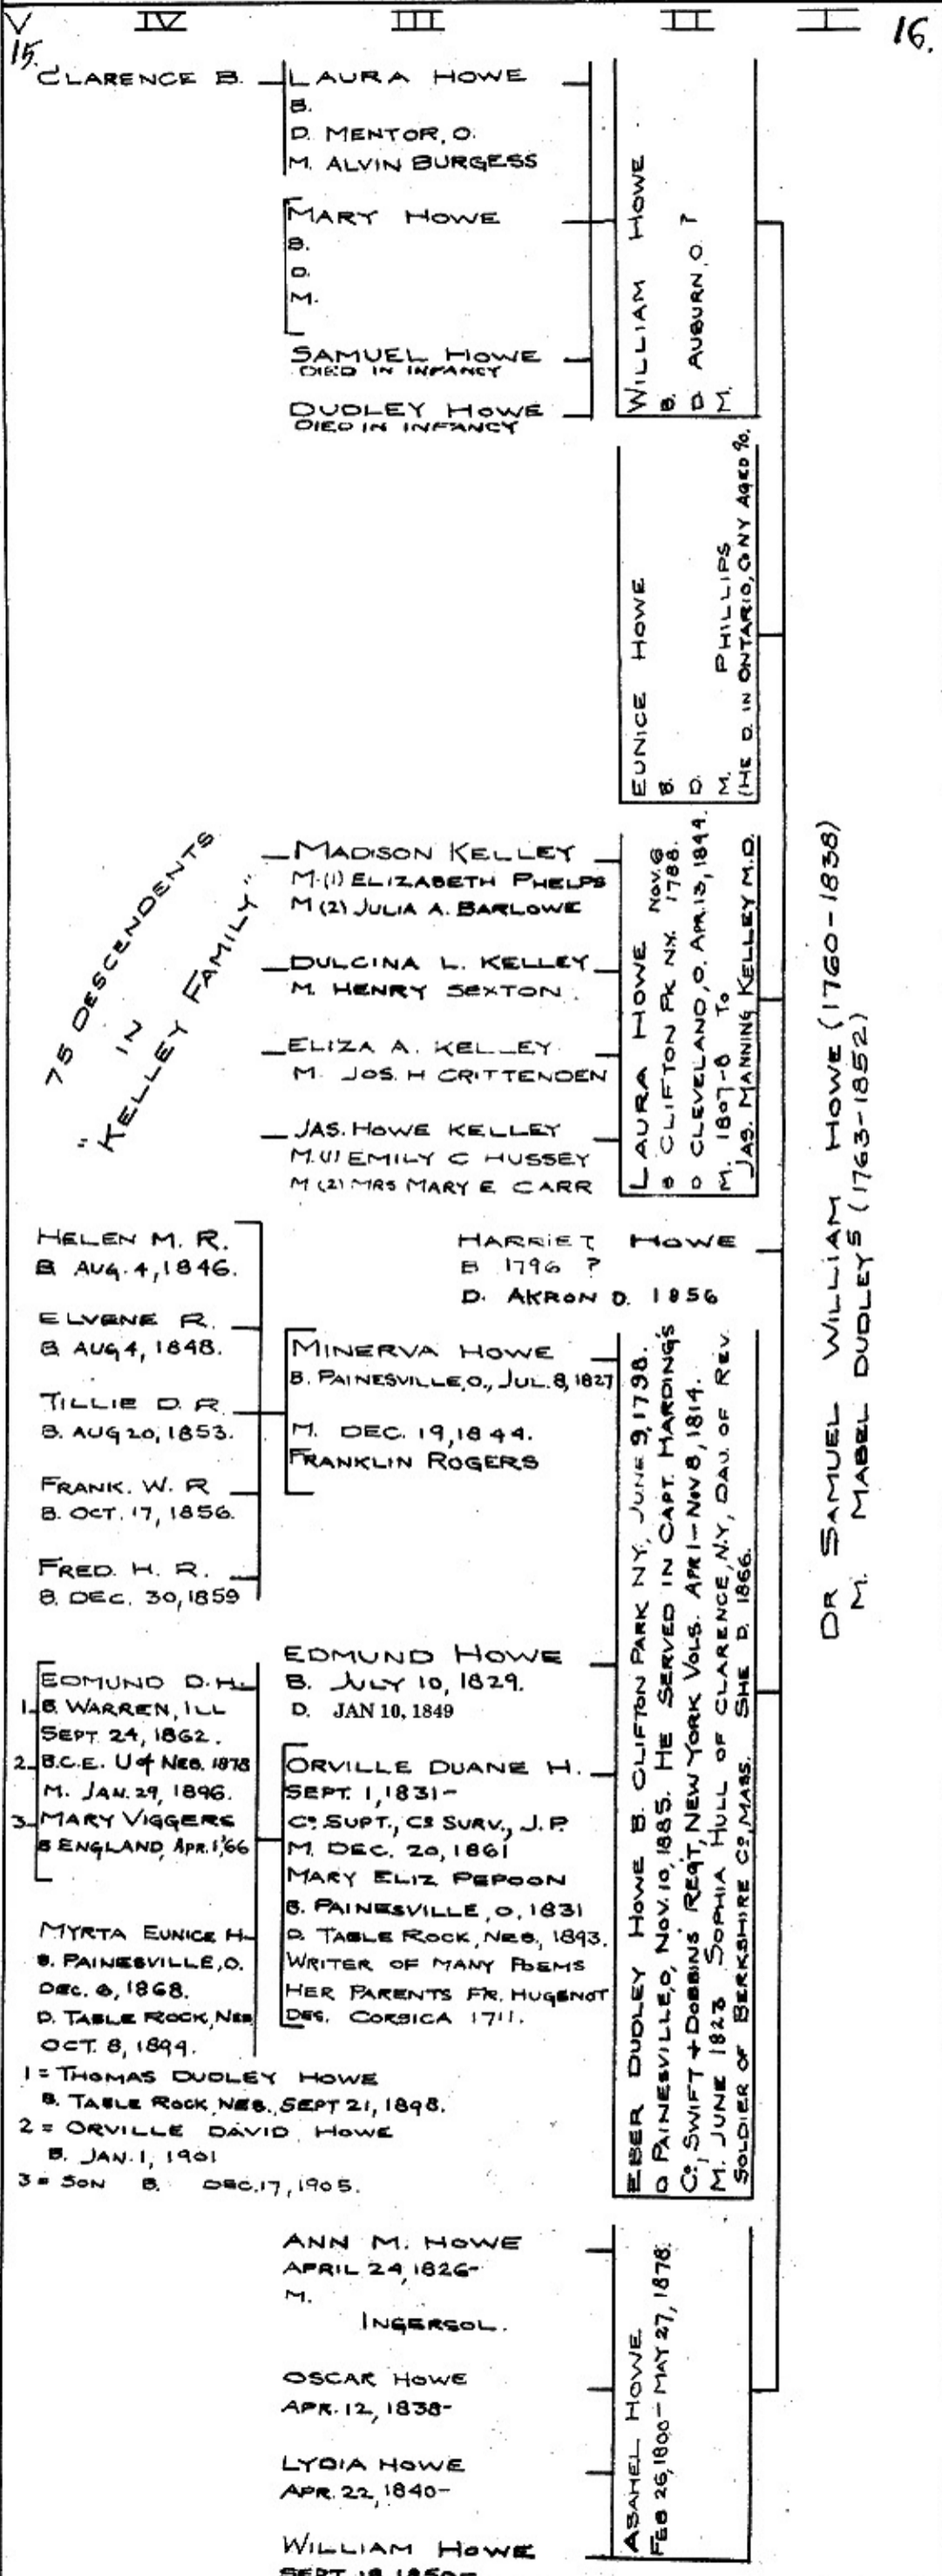 V IV III II I 16.
15.
CLARENCE B.
LAURA HOWE
B.
D. MENTOR, O.
M. ALVIN BURGESS
MARY HOWE
B.
D.
M.
SAMUEL HOWE
DIED IN INFANCY
DUDLEY HOWE
DIED IN INFANCY
WILLIAM HOWE
B.
D. AUBURN, O. ?
M.
EUNICE HOWE
B.
D.
M. PHILLIPS
(HE D. IN ONTARIO, CO NY AGED 90.
75 DESCENDENTS
IN
"KELLEY FAMILY"
MADISON KELLEY
M. (1) ELIZABETH PHELPS
M (2) JULIA A. BARLOWE
DULCINA L. KELLEY
M. HENRY SEXTON.
ELIZA A. KELLEY.
M. JOS. H CRITTENDEN
JAS. HOWE KELLEY
M. (1) EMILY C HUSSEY
M (2) MRS MARY E CARR
LAURA HOWE
B CLIFTON PK N.Y. NOV. 6 1788.
D CLEVELAND, O. APR. 13, 1844.
M. 1807-8 TO
JAS. MANNING KELLEY M.D.
HARRIET HOWE
B 1796 ?
D. AKRON O. 1856
DR SAMUEL WILLIAM HOWE (1760-1838)
M. MABEL DUDLEY5 (1763-1852)
HELEN M. R.
B AUG. 4, 1846.
ELVENE R.
B AUG 4, 1848.
TILLIE D. R.
B. AUG 20, 1853.
FRANK. W. R
B. OCT. 17, 1856.
FRED. H. R.
B. DEC. 30, 1859
MINERVA HOWE
B. PAINESVILLE, O., JUL. 8, 1827
M. DEC. 19, 1844.
FRANKLIN ROGERS
EDMUND HOWE
B. JULY 10, 1829.
D. JAN 10, 1849
EDMUND D. H.
1 B. WARREN, ILL
SEPT. 24, 1862.
2 B.C.E. U of NEB. 1878
M. JAN. 29, 1896.
3 MARY VIGGERS
B ENGLAND, APR. 1, '66
MYRTA EUNICE H
B. PAINESVILLE, O.
DEC. 6, 1868.
D. TABLE ROCK, NEB
OCT. 8, 1894.
ORVILLE DUANE H.
SEPT. 1, 1831-
Co SUPT., Co SURV., J.P.
M. DEC. 20, 1861
MARY ELIZ PEPOON
B. PAINESVILLE, O, 1831
D. TABLE ROCK, NEB., 1893.
WRITER OF MANY POEMS
HER PARENTS FR. HUGENOT
DES. CORSICA 1711.
1 = THOMAS DUDLEY HOWE
B. TABLE ROCK, NEB., SEPT 21, 1898.
2 = ORVILLE DAVID HOWE
B. JAN. 1, 1901
3 = SON B. DEC. 17, 1905.
EBER DUDLEY HOWE B. CLIFTON PARK N.Y., JUNE 9, 1798.
D PAINESVILLE, O, NOV. 10, 1885. HE SERVED IN CAPT. HARDING'S
Co., SWIFT + DOBBINS REGT, NEW YORK VOLS. APR 1 - NOV 8, 1814.
M. JUNE 1823 SOPHIA HULL OF CLARENCE, N.Y, DAU. OF REV.
SOLDIER OF BERKSHIRE CO, MASS. SHE D. 1866.
ANN M. HOWE
APRIL 24, 1826-
M.
INGERSOL.
OSCAR HOWE
APR. 12, 1838-
LYDIA HOWE
APR. 22, 1840-
WILLIAM HOWE
SEPT
ASAHEL HOWE
FEB 26, 1800 - MAY 27, 1878.